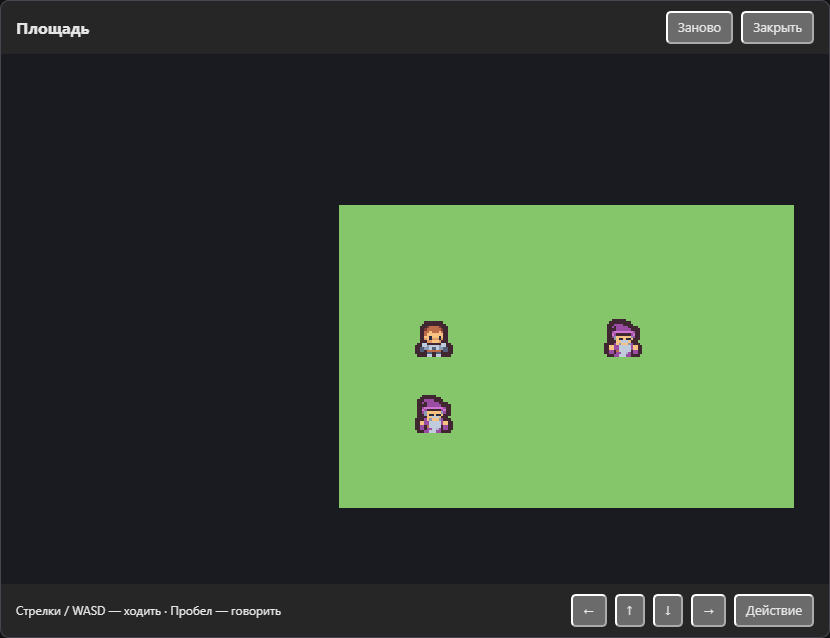 Площадь
Заново
Закрыть
Стрелки / WASD — ходить · Пробел — говорить
←
↑
↓
→
Действие